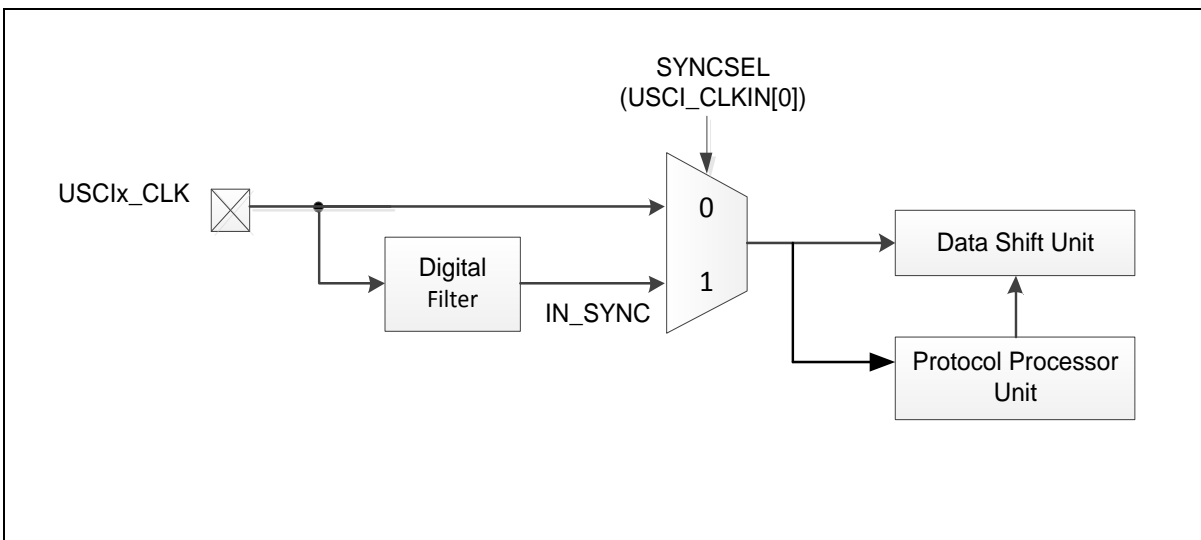 SYNCSEL
(USCI_CLKIN[0])
USCIx_CLK
0
Data Shift Unit
Digital
Filter
1
IN_SYNC
Protocol Processor
Unit